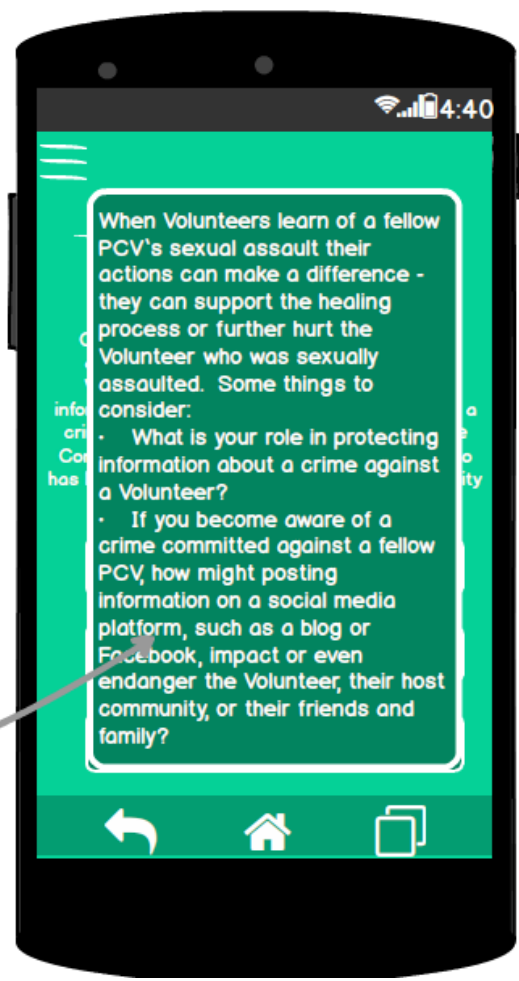 4:40
When Volunteers learn of a fellow
PCV's sexual assault their
actions can make a difference -
they can support the healing
process or further hurt the
Volunteer who was sexually
assaulted. Some things to
consider:
· What is your role in protecting
information about a crime against
a Volunteer?
· If you become aware of a
crime committed against a fellow
PCV, how might posting
information on a social media
platform, such as a blog or
Facebook, impact or even
endanger the Volunteer, their host
community, or their friends and
family?
a
has